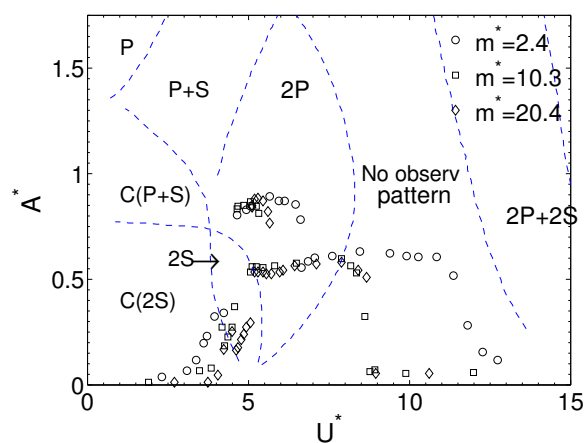 P
P+S
2P
m*=2.4
m*=10.3
m*=20.4
No observ
pattern
C(P+S)
2P+2S
2S
C(2S)
A*
1.5
1
0.5
0
0
5
10
15
U*